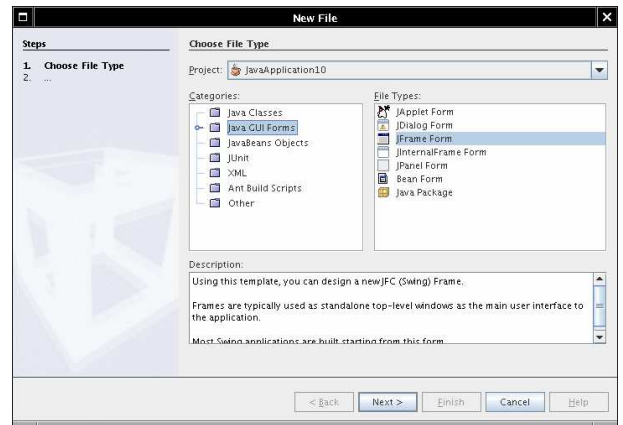 New File
Steps
1. Choose File Type
2. ...
Choose File Type
Project: JavaApplication10
Categories:
Java Classes
Java GUI Forms
JavaBeans Objects
JUnit
XML
Ant Build Scripts
Other
File Types:
JApplet Form
JDialog Form
JFrame Form
JInternalFrame Form
JPanel Form
Bean Form
Java Package
Description:
Using this template, you can design a new JFC (Swing) Frame.
Frames are typically used as standalone top-level windows as the main user interface to
the application.
Most Swing applications are built starting from this form
< Back
Next >
Finish
Cancel
Help